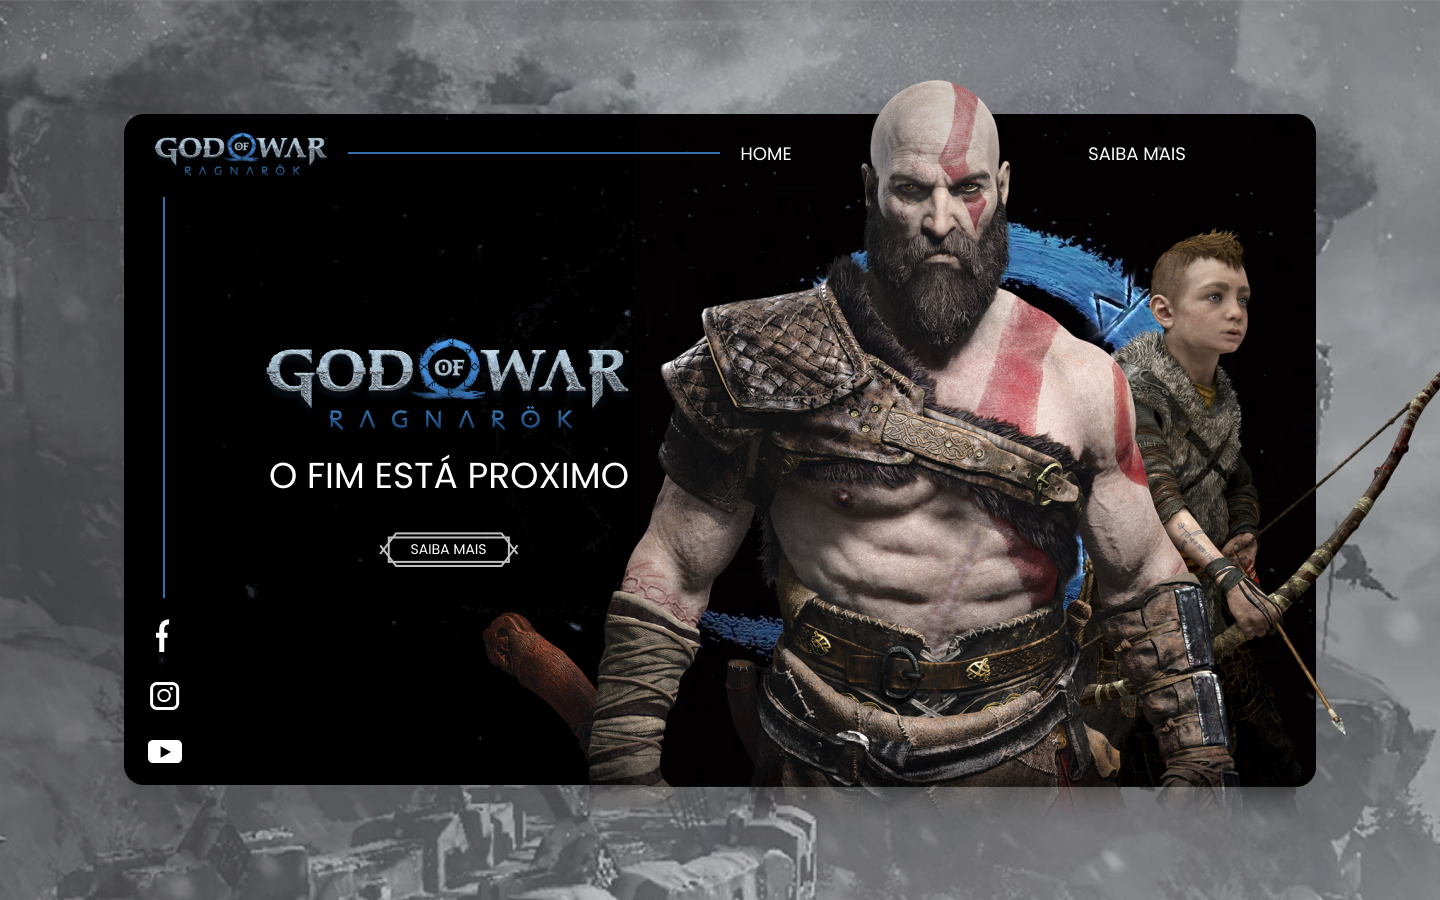 GOD OF WAR
RAGNARÖK
HOME
SAIBA MAIS
GOD OF WAR
RAGNARÖK
O FIM ESTÁ PROXIMO
SAIBA MAIS